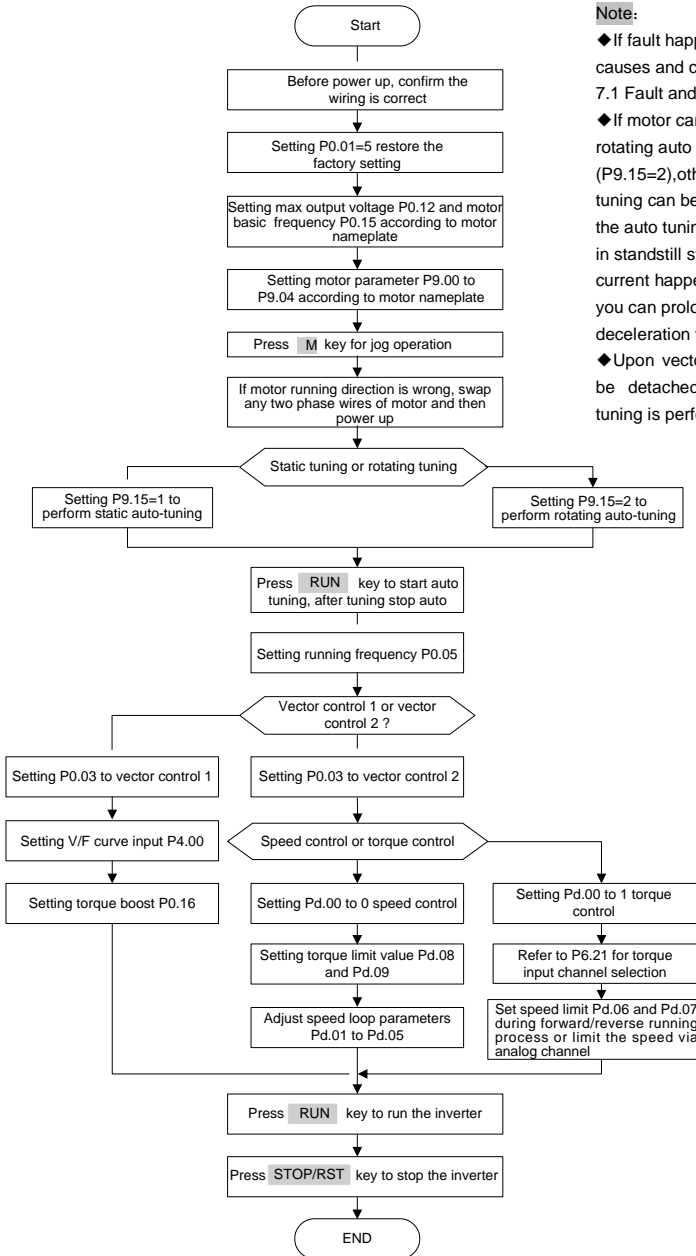 Start
Before power up, confirm the
wiring is correct
Setting P0.01=5 restore the
factory setting
Setting max output voltage P0.12 and motor
basic frequency P0.15 according to motor
nameplate
Setting motor parameter P9.00 to
P9.04 according to motor nameplate
Press M key for jog operation
If motor running direction is wrong, swap
any two phase wires of motor and then
power up
Static tuning or rotating tuning
Setting P9.15=1 to
perform static auto-tuning
Setting P9.15=2 to
perform rotating auto-tuning
Press RUN key to start auto
tuning, after tuning stop auto
Setting running frequency P0.05
Vector control 1 or vector
control 2 ?
Setting P0.03 to vector control 1
Setting P0.03 to vector control 2
Setting V/F curve input P4.00
Speed control or torque control
Setting torque boost P0.16
Setting Pd.00 to 0 speed control
Setting Pd.00 to 1 torque
control
Setting torque limit value Pd.08
and Pd.09
Refer to P6.21 for torque
input channel selection
Adjust speed loop parameters
Pd.01 to Pd.05
Set speed limit Pd.06 and Pd.07
during forward/reverse running
process or limit the speed via
analog channel
Press RUN key to run the inverter
Press STOP/RST key to stop the inverter
END
Note:
◆If fault happ
causes and o
7.1 Fault and
◆If motor car
rotating auto
(P9.15=2),oth
tuning can be
the auto tunin
in standstill s
current happe
you can prolo
deceleration
◆Upon vecto
be detached
tuning is perf